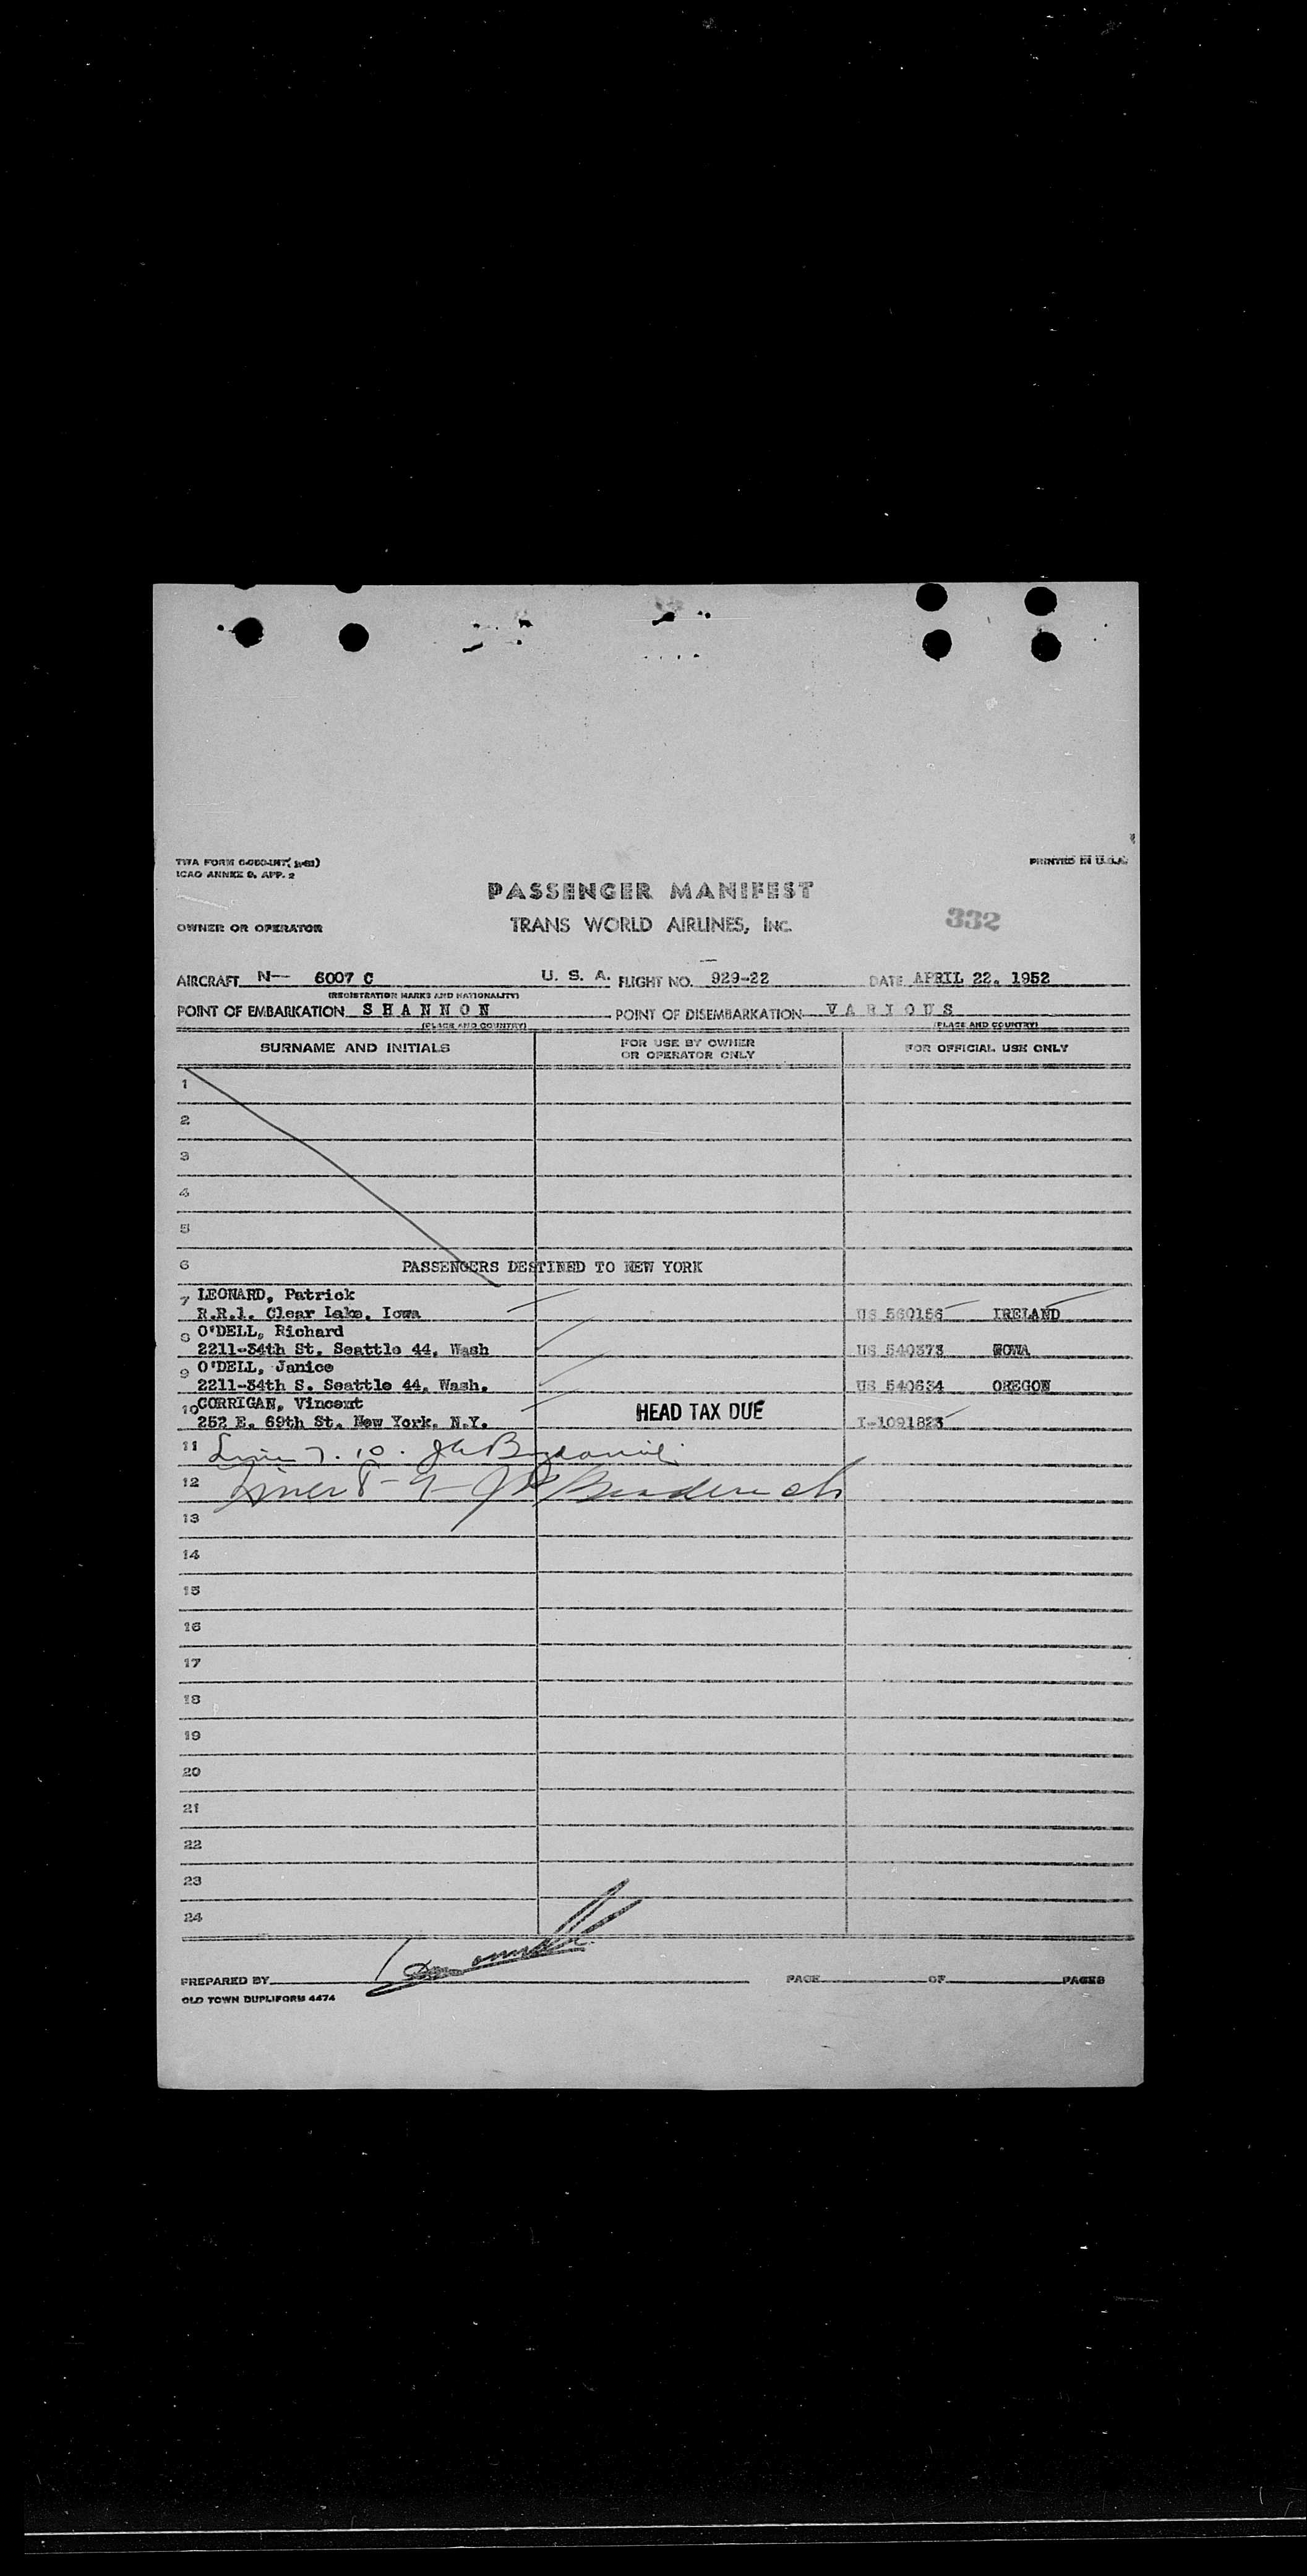 TWA FORM
ICAO ANNEX 9, APP. 2
PRINTED IN U.S.A.
PASSENGER MANIFEST
OWNER OR OPERATOR
TRANS WORLD AIRLINES, INC.
332
AIRCRAFT N-- 6007 C U. S. A. FLIGHT NO. 929-22 DATE APRIL 22. 1952
(REGISTRATION MARKS AND NATIONALITY)
POINT OF EMBARKATION S H A N N O N POINT OF DISEMBARKATION V A R I O U S
(PLACE AND COUNTRY) (PLACE AND COUNTRY)
SURNAME AND INITIALS FOR USE BY OWNER OR OPERATOR ONLY FOR OFFICIAL USE ONLY
1
2
3
4
5
6 PASSENGERS DESTINED TO NEW YORK
7 LEONARD, Patrick
R.R.1. Clear Lake. Iowa US 560156 IRELAND
8 O'DELL, Richard
2211-34th St. Seattle 44, Wash US 540373
9 O'DELL, Janice
2211-34th S. Seattle 44, Wash. US 540634 OREGON
10 CORRIGAN, Vincent
252 E. 69th St. New York. N.Y. HEAD TAX DUE I-1091823
11
12
13
14
15
16
17
18
19
20
21
22
23
24
PREPARED BY PAGE OF PAGES
OLD TOWN DUPLIFORM 4474